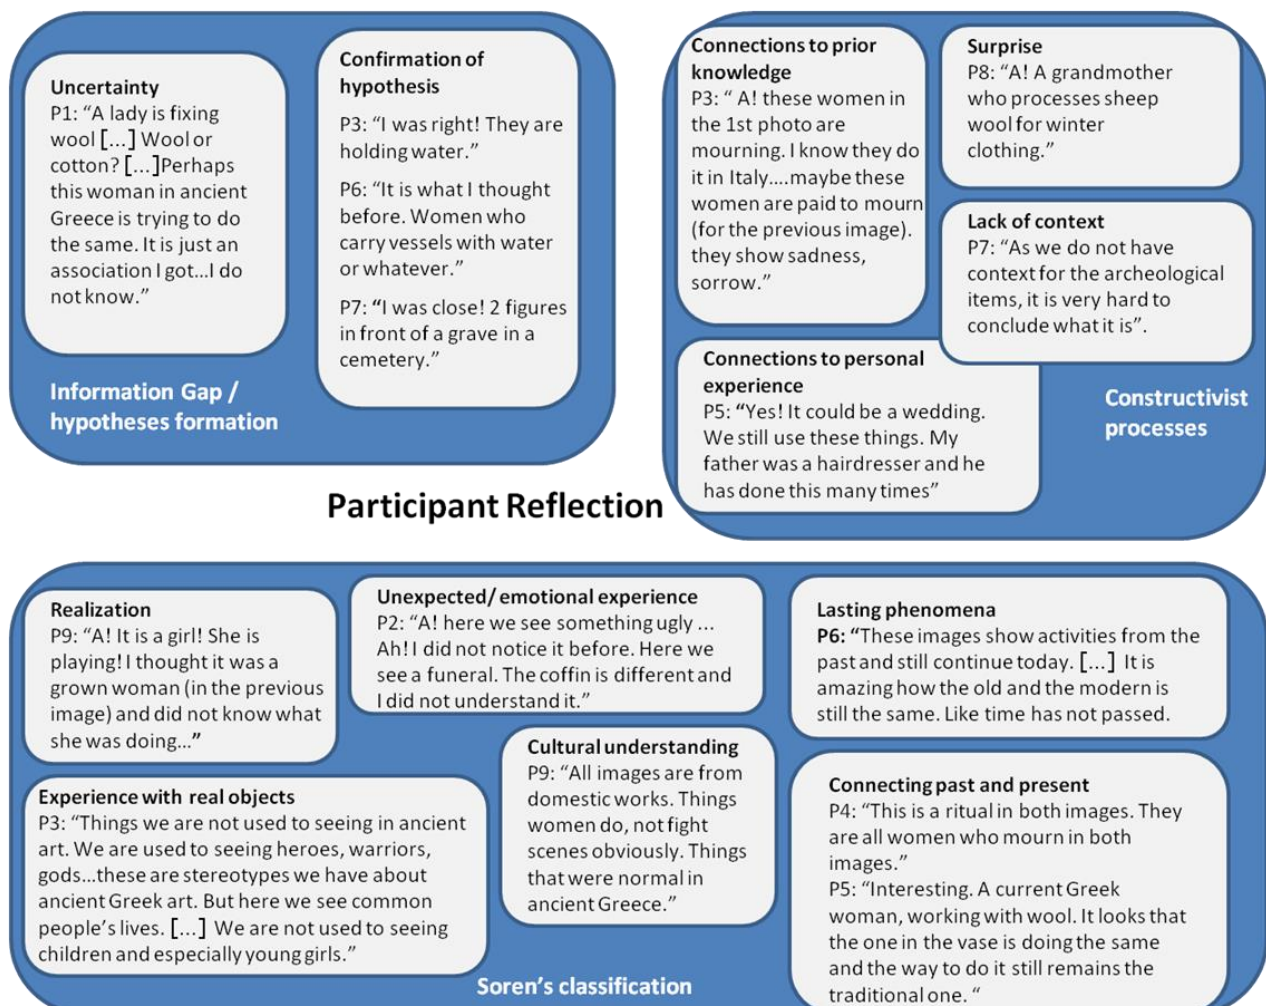 Uncertainty
P1: “A lady is fixing
wool [...] Wool or
cotton? [...]Perhaps
this woman in ancient
Greece is trying to do
the same. It is just an
association I got...I do
not know.”
Confirmation of
hypothesis
P3: “I was right! They are
holding water.”
P6: “It is what I thought
before. Women who
carry vessels with water
or whatever.”
P7: “I was close! 2 figures
in front of a grave in a
cemetery.”
Information Gap /
hypotheses formation
Connections to prior
knowledge
P3: “ A! these women in
the 1st photo are
mourning. I know they do
it in Italy....maybe these
women are paid to mourn
(for the previous image).
they show sadness,
sorrow.”
Surprise
P8: “A! A grandmother
who processes sheep
wool for winter
clothing.”
Lack of context
P7: “As we do not have
context for the archeological
items, it is very hard to
conclude what it is”.
Connections to personal
experience
P5: “Yes! It could be a wedding.
We still use these things. My
father was a hairdresser and he
has done this many times”
Constructivist
processes
Participant Reflection
Realization
P9: “A! It is a girl! She is
playing! I thought it was a
grown woman (in the previous
image) and did not know what
she was doing...”
Unexpected/ emotional experience
P2: “A! here we see something ugly ...
Ah! I did not notice it before. Here we
see a funeral. The coffin is different and
I did not understand it.”
Lasting phenomena
P6: “These images show activities from the
past and still continue today. [...] It is
amazing how the old and the modern is
still the same. Like time has not passed.
Experience with real objects
P3: “Things we are not used to seeing in ancient
art. We are used to seeing heroes, warriors,
gods...these are stereotypes we have about
ancient Greek art. But here we see common
people’s lives. [...] We are not used to seeing
children and especially young girls.”
Cultural understanding
P9: “All images are from
domestic works. Things
women do, not fight
scenes obviously. Things
that were normal in
ancient Greece.”
Connecting past and present
P4: “This is a ritual in both images. They
are all women who mourn in both
images.”
P5: “Interesting. A current Greek
woman, working with wool. It looks that
the one in the vase is doing the same
and the way to do it still remains the
traditional one. “
Soren’s classification